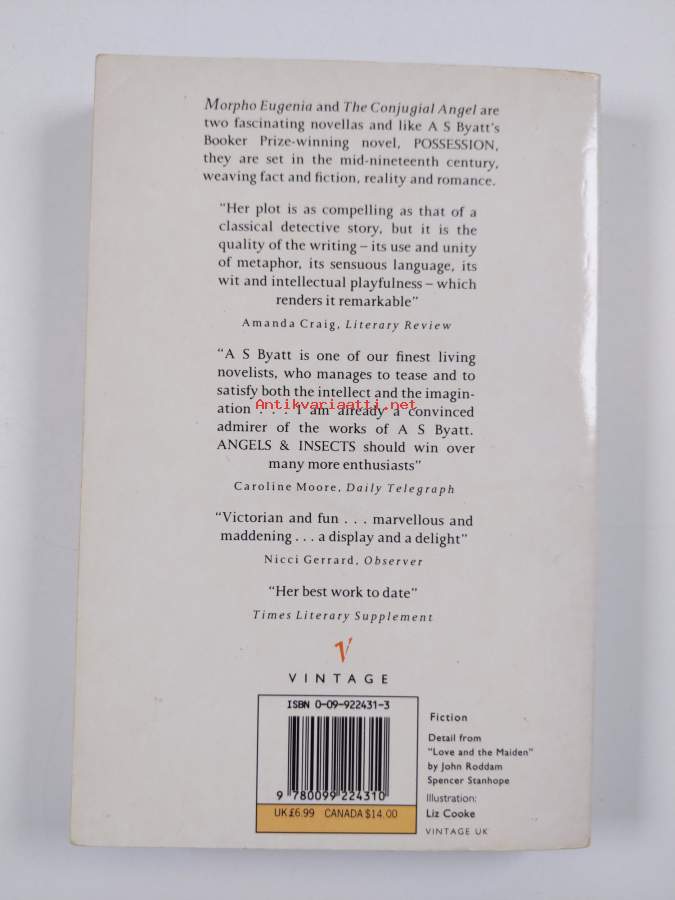 Morpho Eugenia and The Conjugial Angel are
two fascinating novellas and like A S Byatt's
Booker Prize-winning novel, POSSESSION,
they are set in the mid-nineteenth century,
weaving fact and fiction, reality and romance.
“Her plot is as compelling as that of a
classical detective story, but it is the
quality of the writing – its use and unity
of metaphor, its sensuous language, its
wit and intellectual playfulness – which
renders it remarkable”
Amanda Craig, Literary Review
“A S Byatt is one of our finest living
novelists, who manages to tease and to
satisfy both the intellect and the imagin-
ation . . . I am already a convinced
Antikvariaatti.net
admirer of the works of A S Byatt.
ANGELS & INSECTS should win over
many more enthusiasts”
Caroline Moore, Daily Telegraph
“Victorian and fun . . . marvellous and
maddening . . . a display and a delight”
Nicci Gerrard, Observer
“Her best work to date”
Times Literary Supplement
V
VINTAGE
ISBN 0-09-922431-3
9 780099 224310
UK £6.99 CANADA $14.00
Fiction
Detail from
“Love and the Maiden”
by John Roddam
Spencer Stanhope
Illustration:
Liz Cooke
VINTAGE UK